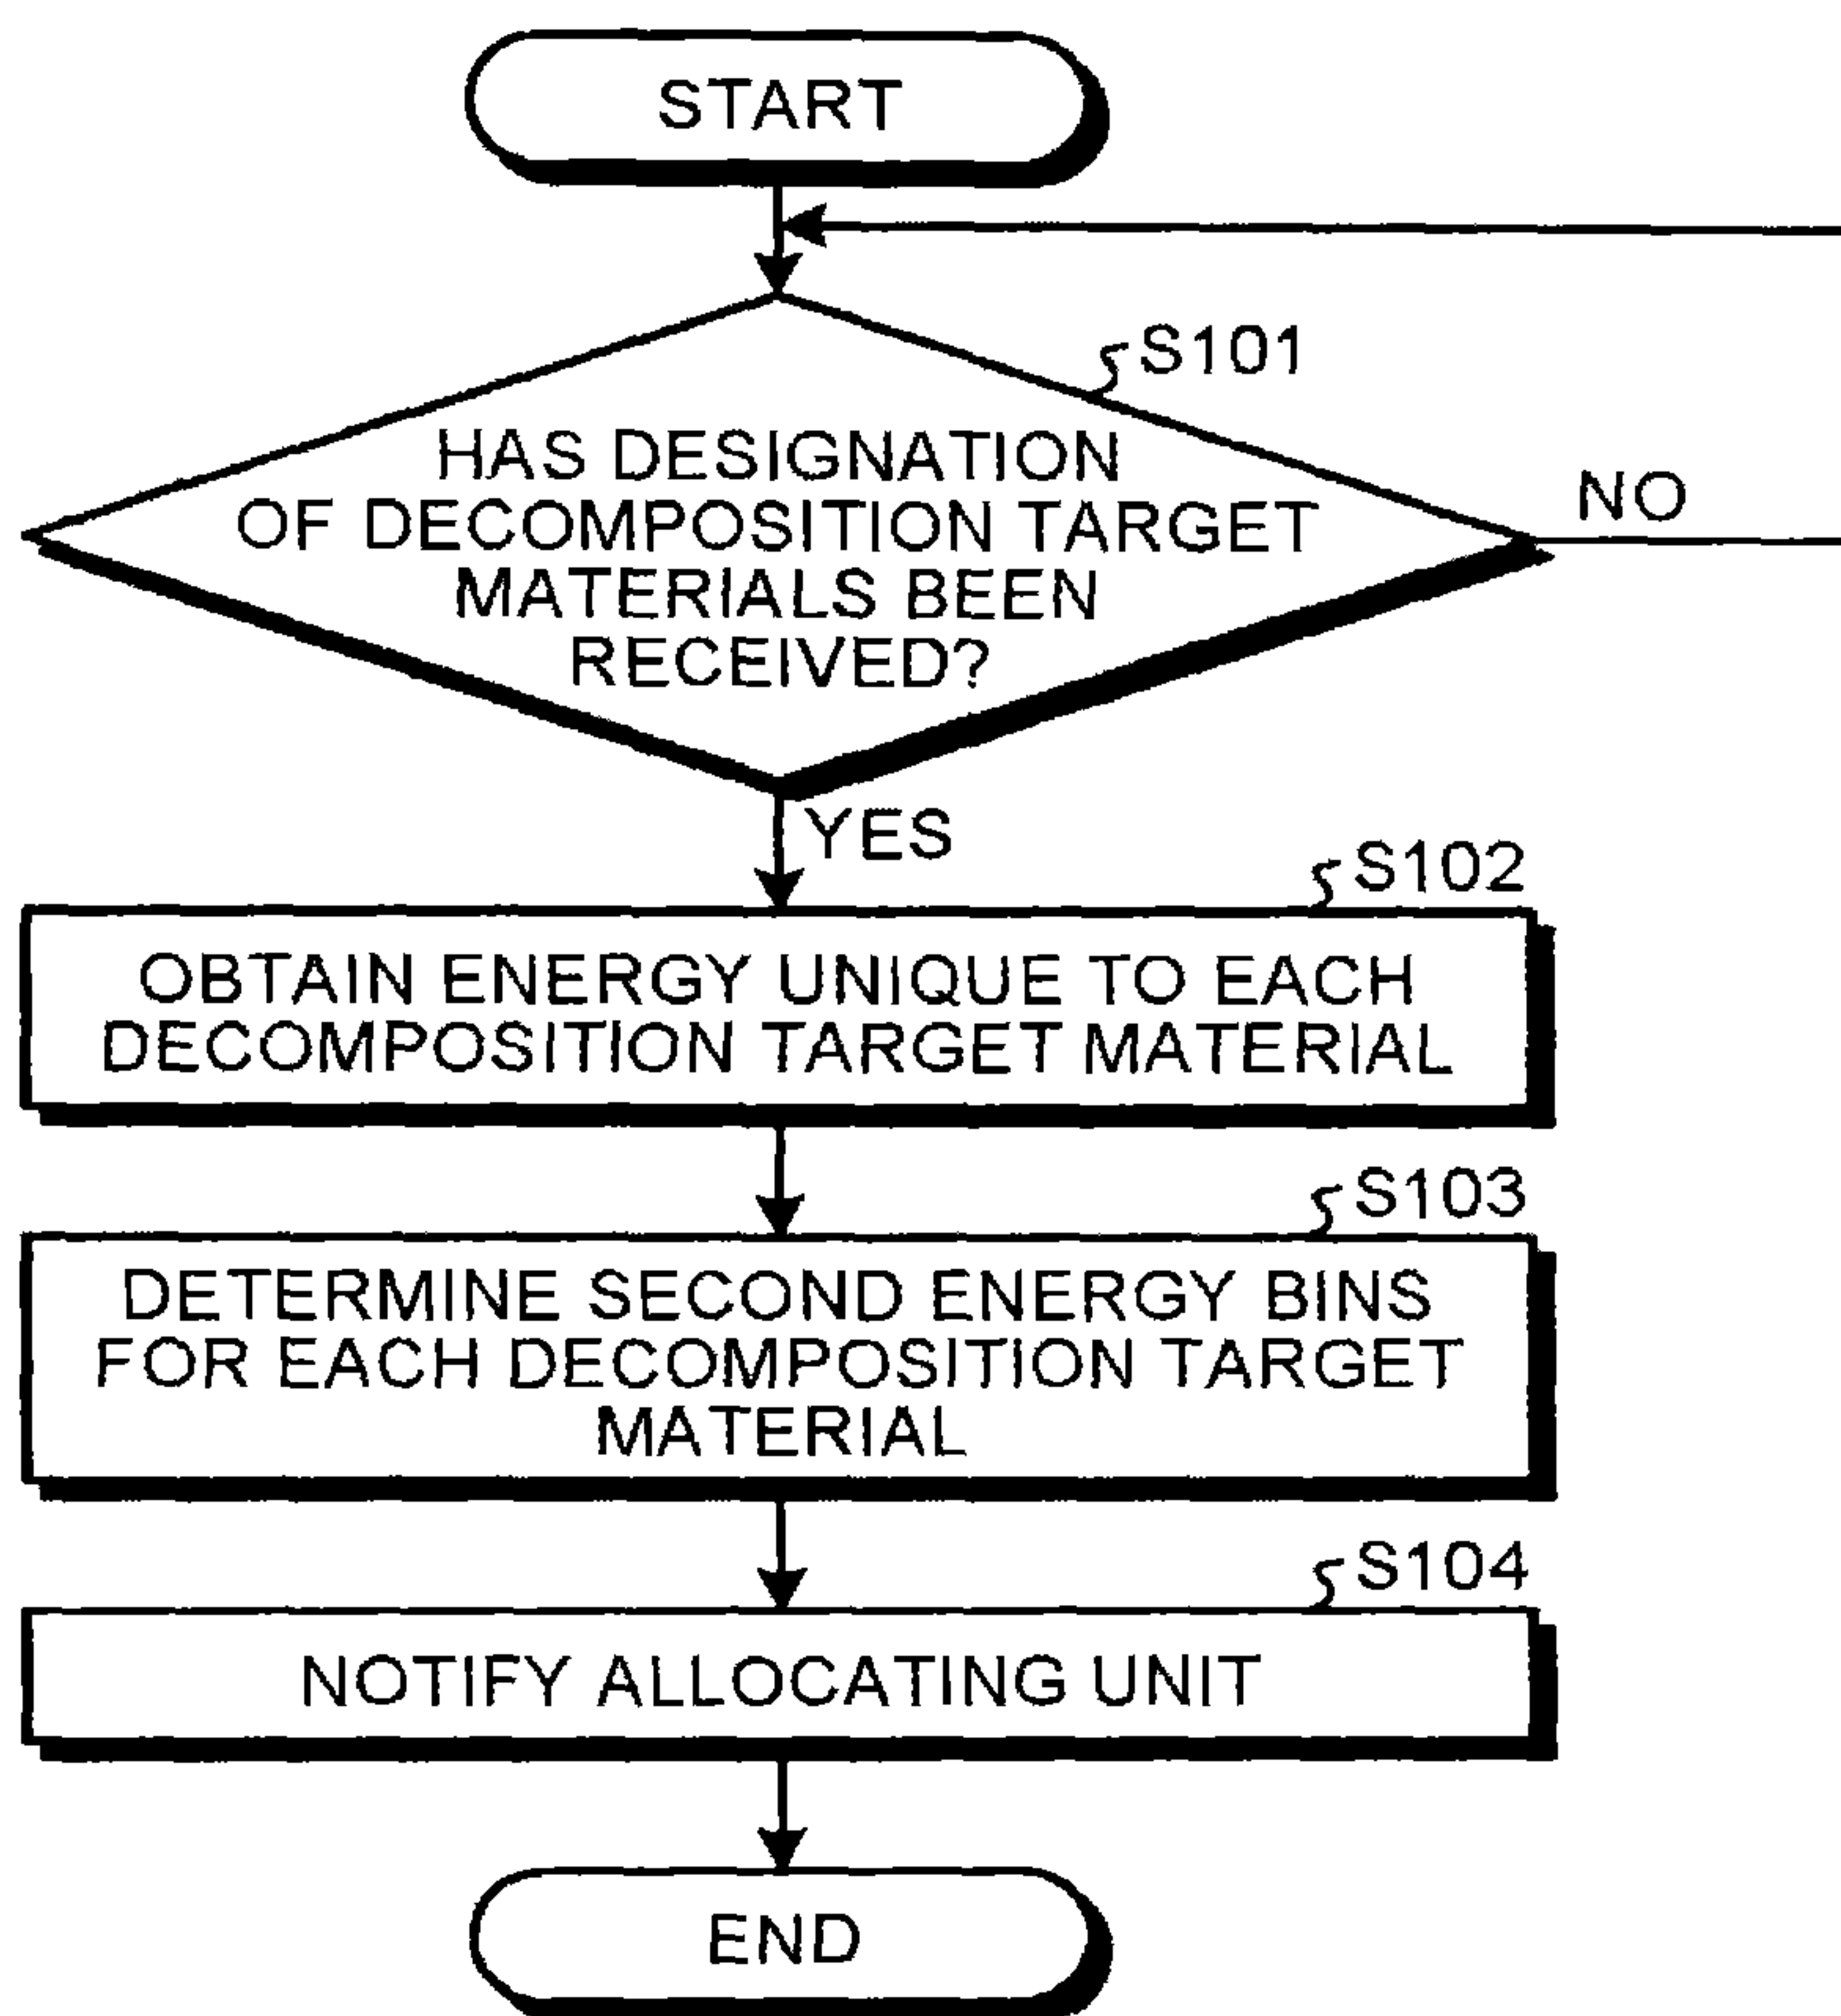 START
S101
HAS DESIGNATION
OF DECOMPOSITION TARGET
MATERIALS BEEN
RECEIVED?
NO
YES
S102
OBTAIN ENERGY UNIQUE TO EACH
DECOMPOSITION TARGET MATERIAL
S103
DETERMINE SECOND ENERGY BINS
FOR EACH DECOMPOSITION TARGET
MATERIAL
S104
NOTIFY ALLOCATING UNIT
END